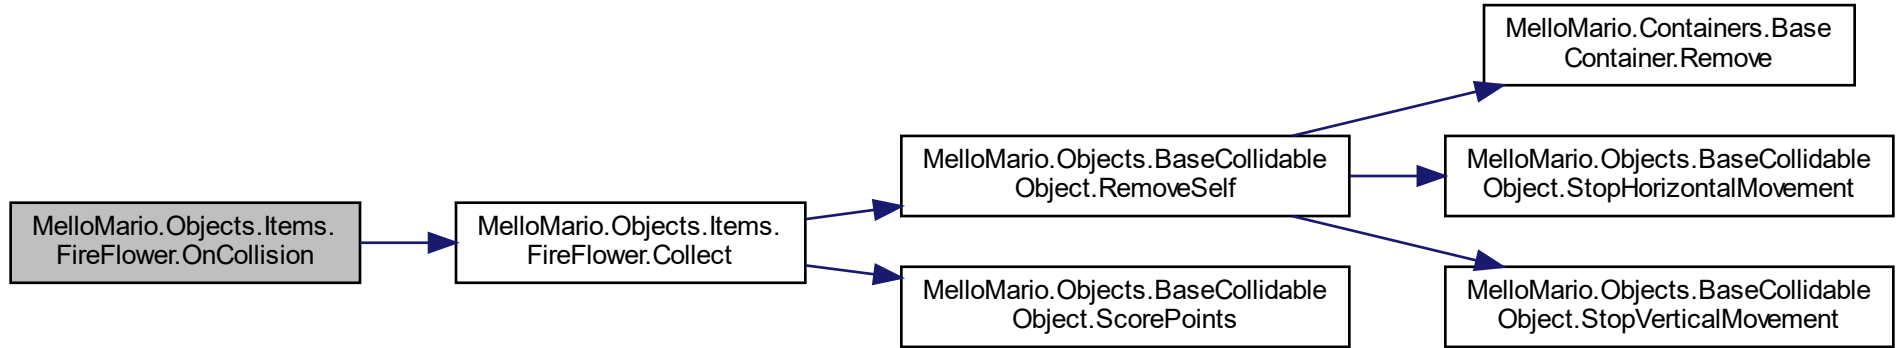 MelloMario.Objects.Items.
FireFlower.OnCollision
MelloMario.Objects.Items.
FireFlower.Collect
MelloMario.Objects.BaseCollidable
Object.RemoveSelf
MelloMario.Objects.BaseCollidable
Object.ScorePoints
MelloMario.Containers.Base
Container.Remove
MelloMario.Objects.BaseCollidable
Object.StopHorizontalMovement
MelloMario.Objects.BaseCollidable
Object.StopVerticalMovement